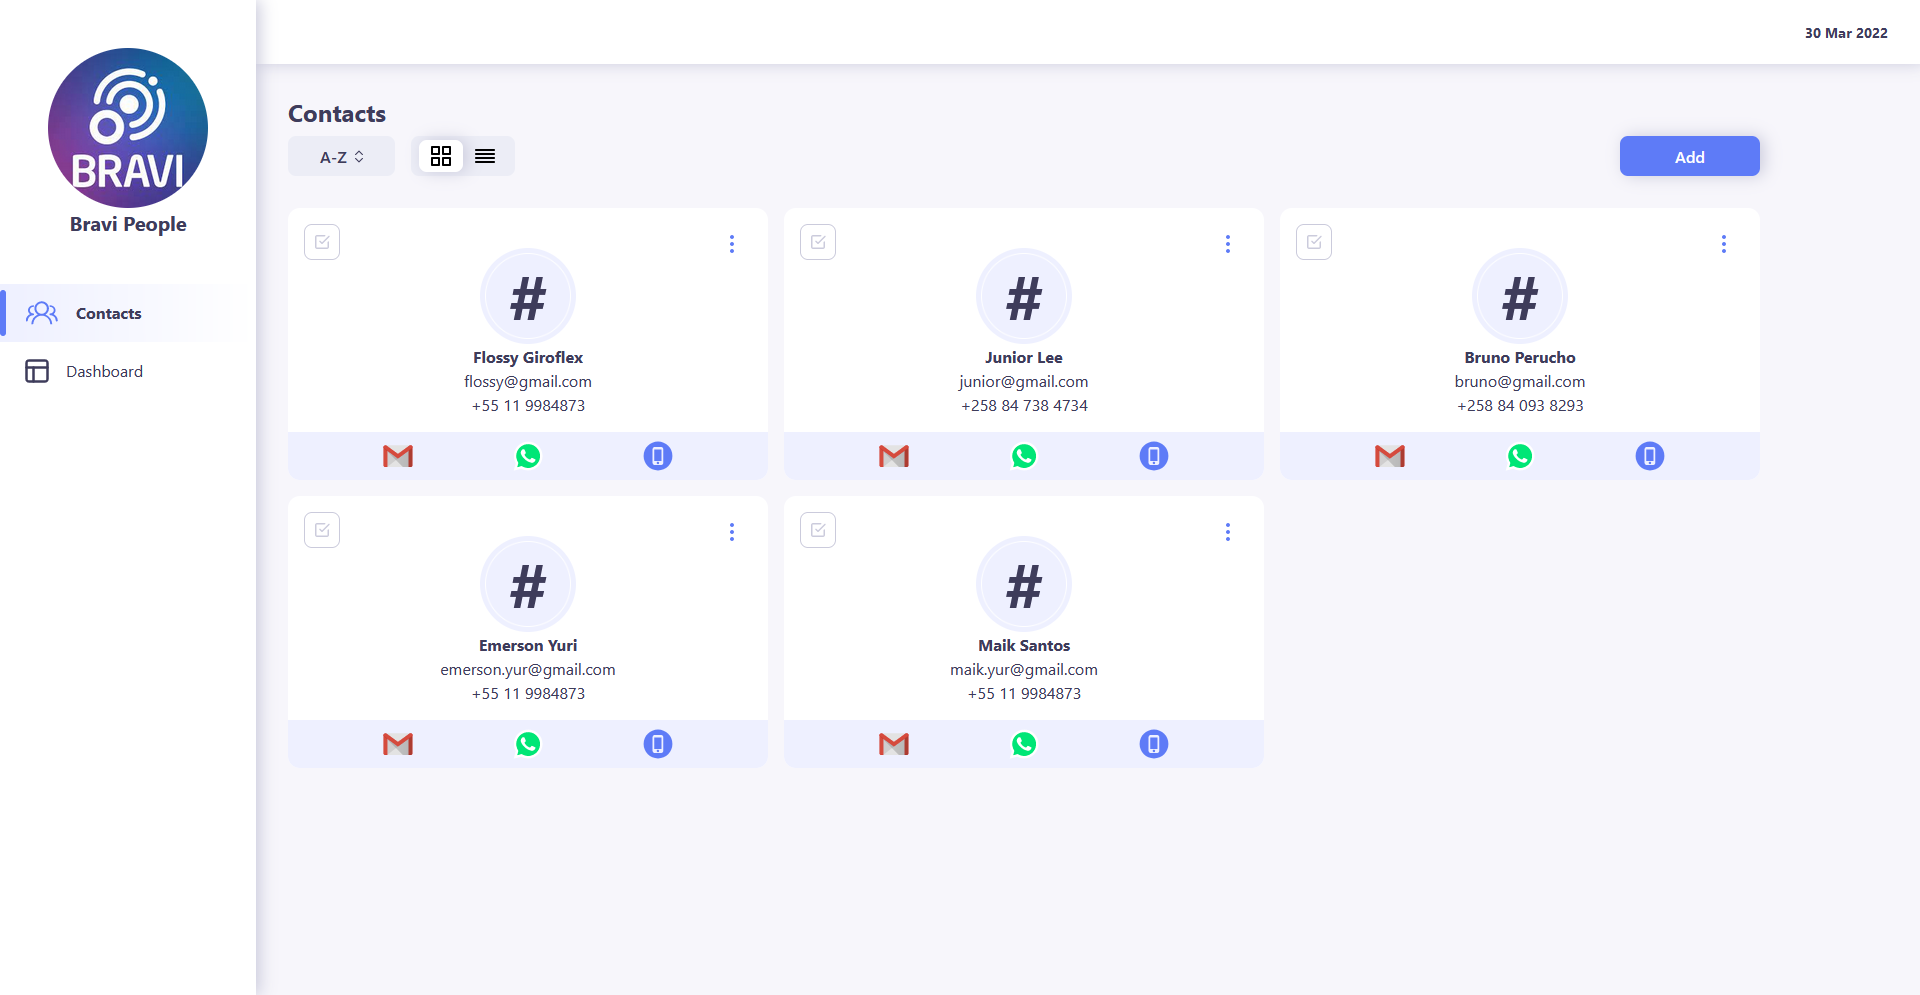 BRAVI
Bravi People
Contacts
Dashboard
30 Mar 2022
Contacts
A-Z
Add
#
Flossy Giroflex
flossy@gmail.com
+55 11 9984873
#
Junior Lee
junior@gmail.com
+258 84 738 4734
#
Bruno Perucho
bruno@gmail.com
+258 84 093 8293
#
Emerson Yuri
emerson.yur@gmail.com
+55 11 9984873
#
Maik Santos
maik.yur@gmail.com
+55 11 9984873